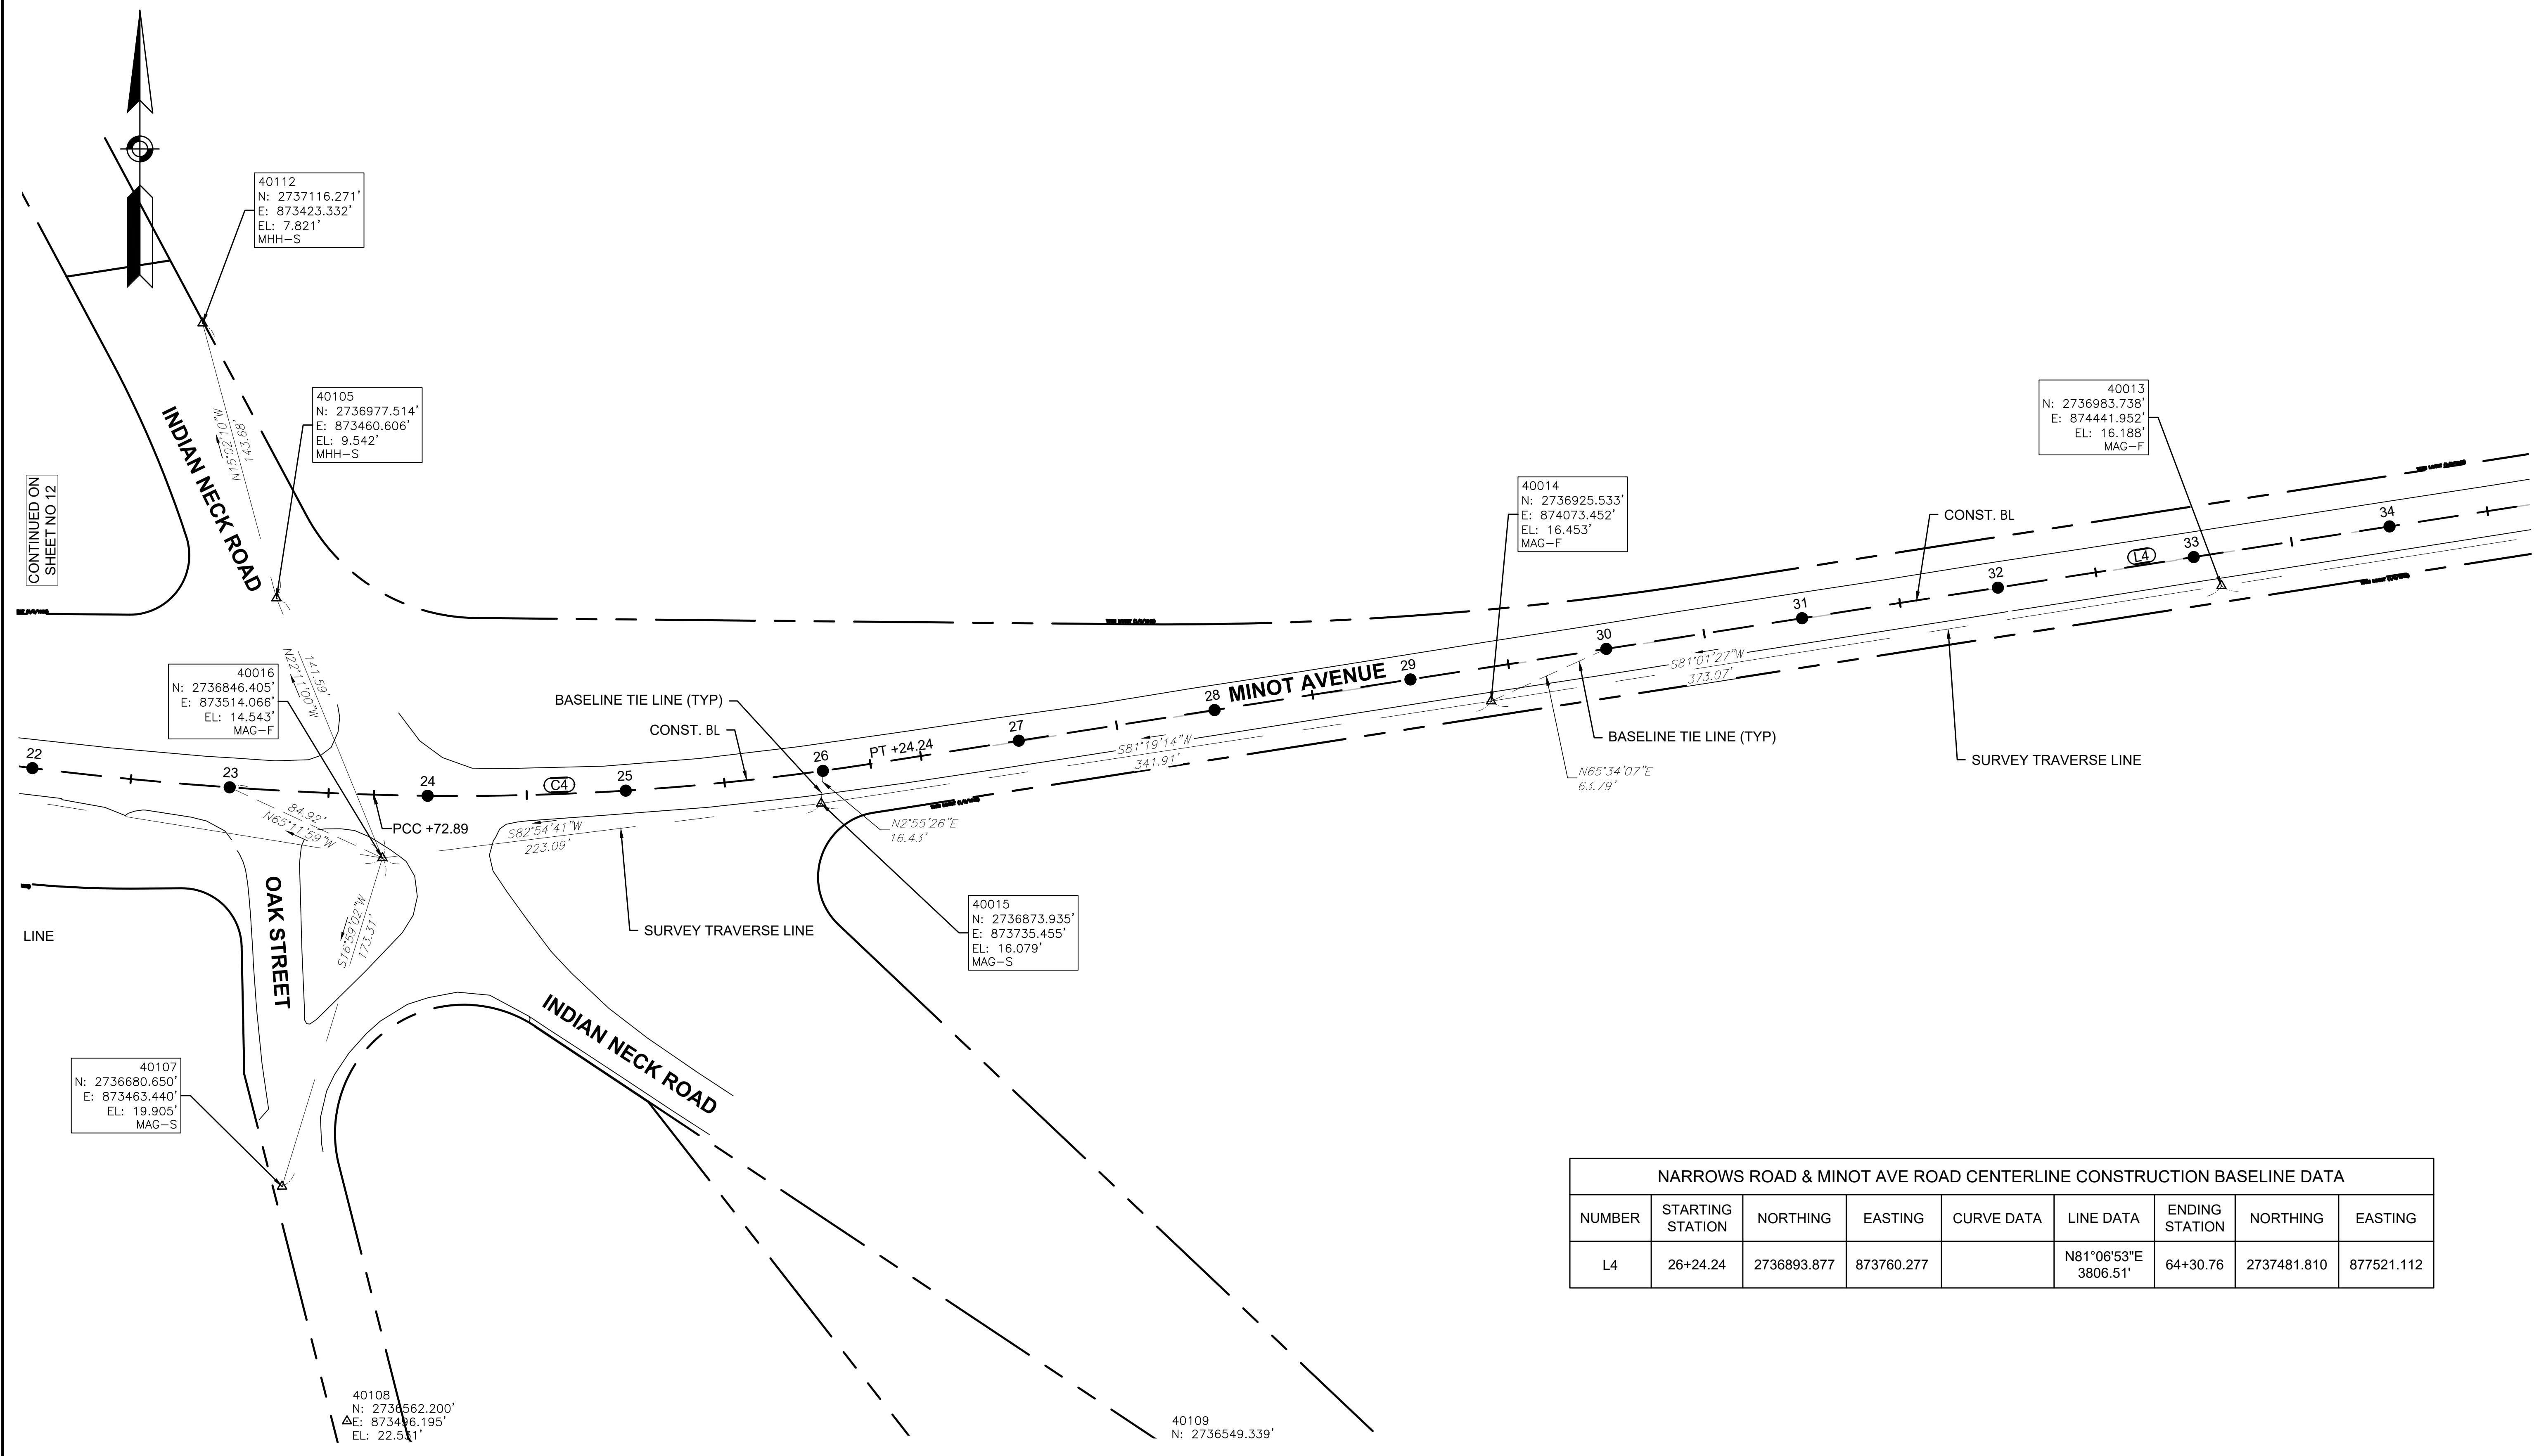 40112
N: 2737116.271'
E: 873423.332'
EL: 7.821'
MHH-S
40105
N: 2736977.514'
E: 873460.606'
EL: 9.542'
MHH-S
N15°02'10"W
143.68'
INDIAN NECK ROAD
CONTINUED ON
SHEET NO 12
40016
N: 2736846.405'
E: 873514.066'
EL: 14.543'
MAG-F
141.59'
N22°11'00"W
40014
N: 2736925.533'
E: 874073.452'
EL: 16.453'
MAG-F
40013
N: 2736983.738'
E: 874441.952'
EL: 16.188'
MAG-F
CONST. BL
L4
34
33
32
31
30
29
28
27
26
25
24
23
22
MINOT AVENUE
S81°01'27"W
373.07'
BASELINE TIE LINE (TYP)
CONST. BL
PT +24.24
S81°19'14"W
341.91'
BASELINE TIE LINE (TYP)
SURVEY TRAVERSE LINE
N65°34'07"E
63.79'
C4
PCC +72.89
84.92'
N65°11'59"W
S82°54'41"W
223.09'
N2°55'26"E
16.43'
OAK STREET
S16°59'02"W
173.31'
SURVEY TRAVERSE LINE
40015
N: 2736873.935'
E: 873735.455'
EL: 16.079'
MAG-S
LINE
INDIAN NECK ROAD
40107
N: 2736680.650'
E: 873463.440'
EL: 19.905'
MAG-S
40108
N: 2736562.200'
E: 873496.195'
EL: 22.531'
40109
N: 2736549.339'
NARROWS ROAD & MINOT AVE ROAD CENTERLINE CONSTRUCTION BASELINE DATA
NUMBER STARTING STATION NORTHING EASTING CURVE DATA LINE DATA ENDING STATION NORTHING EASTING
L4 26+24.24 2736893.877 873760.277 N81°06'53"E 3806.51' 64+30.76 2737481.810 877521.112